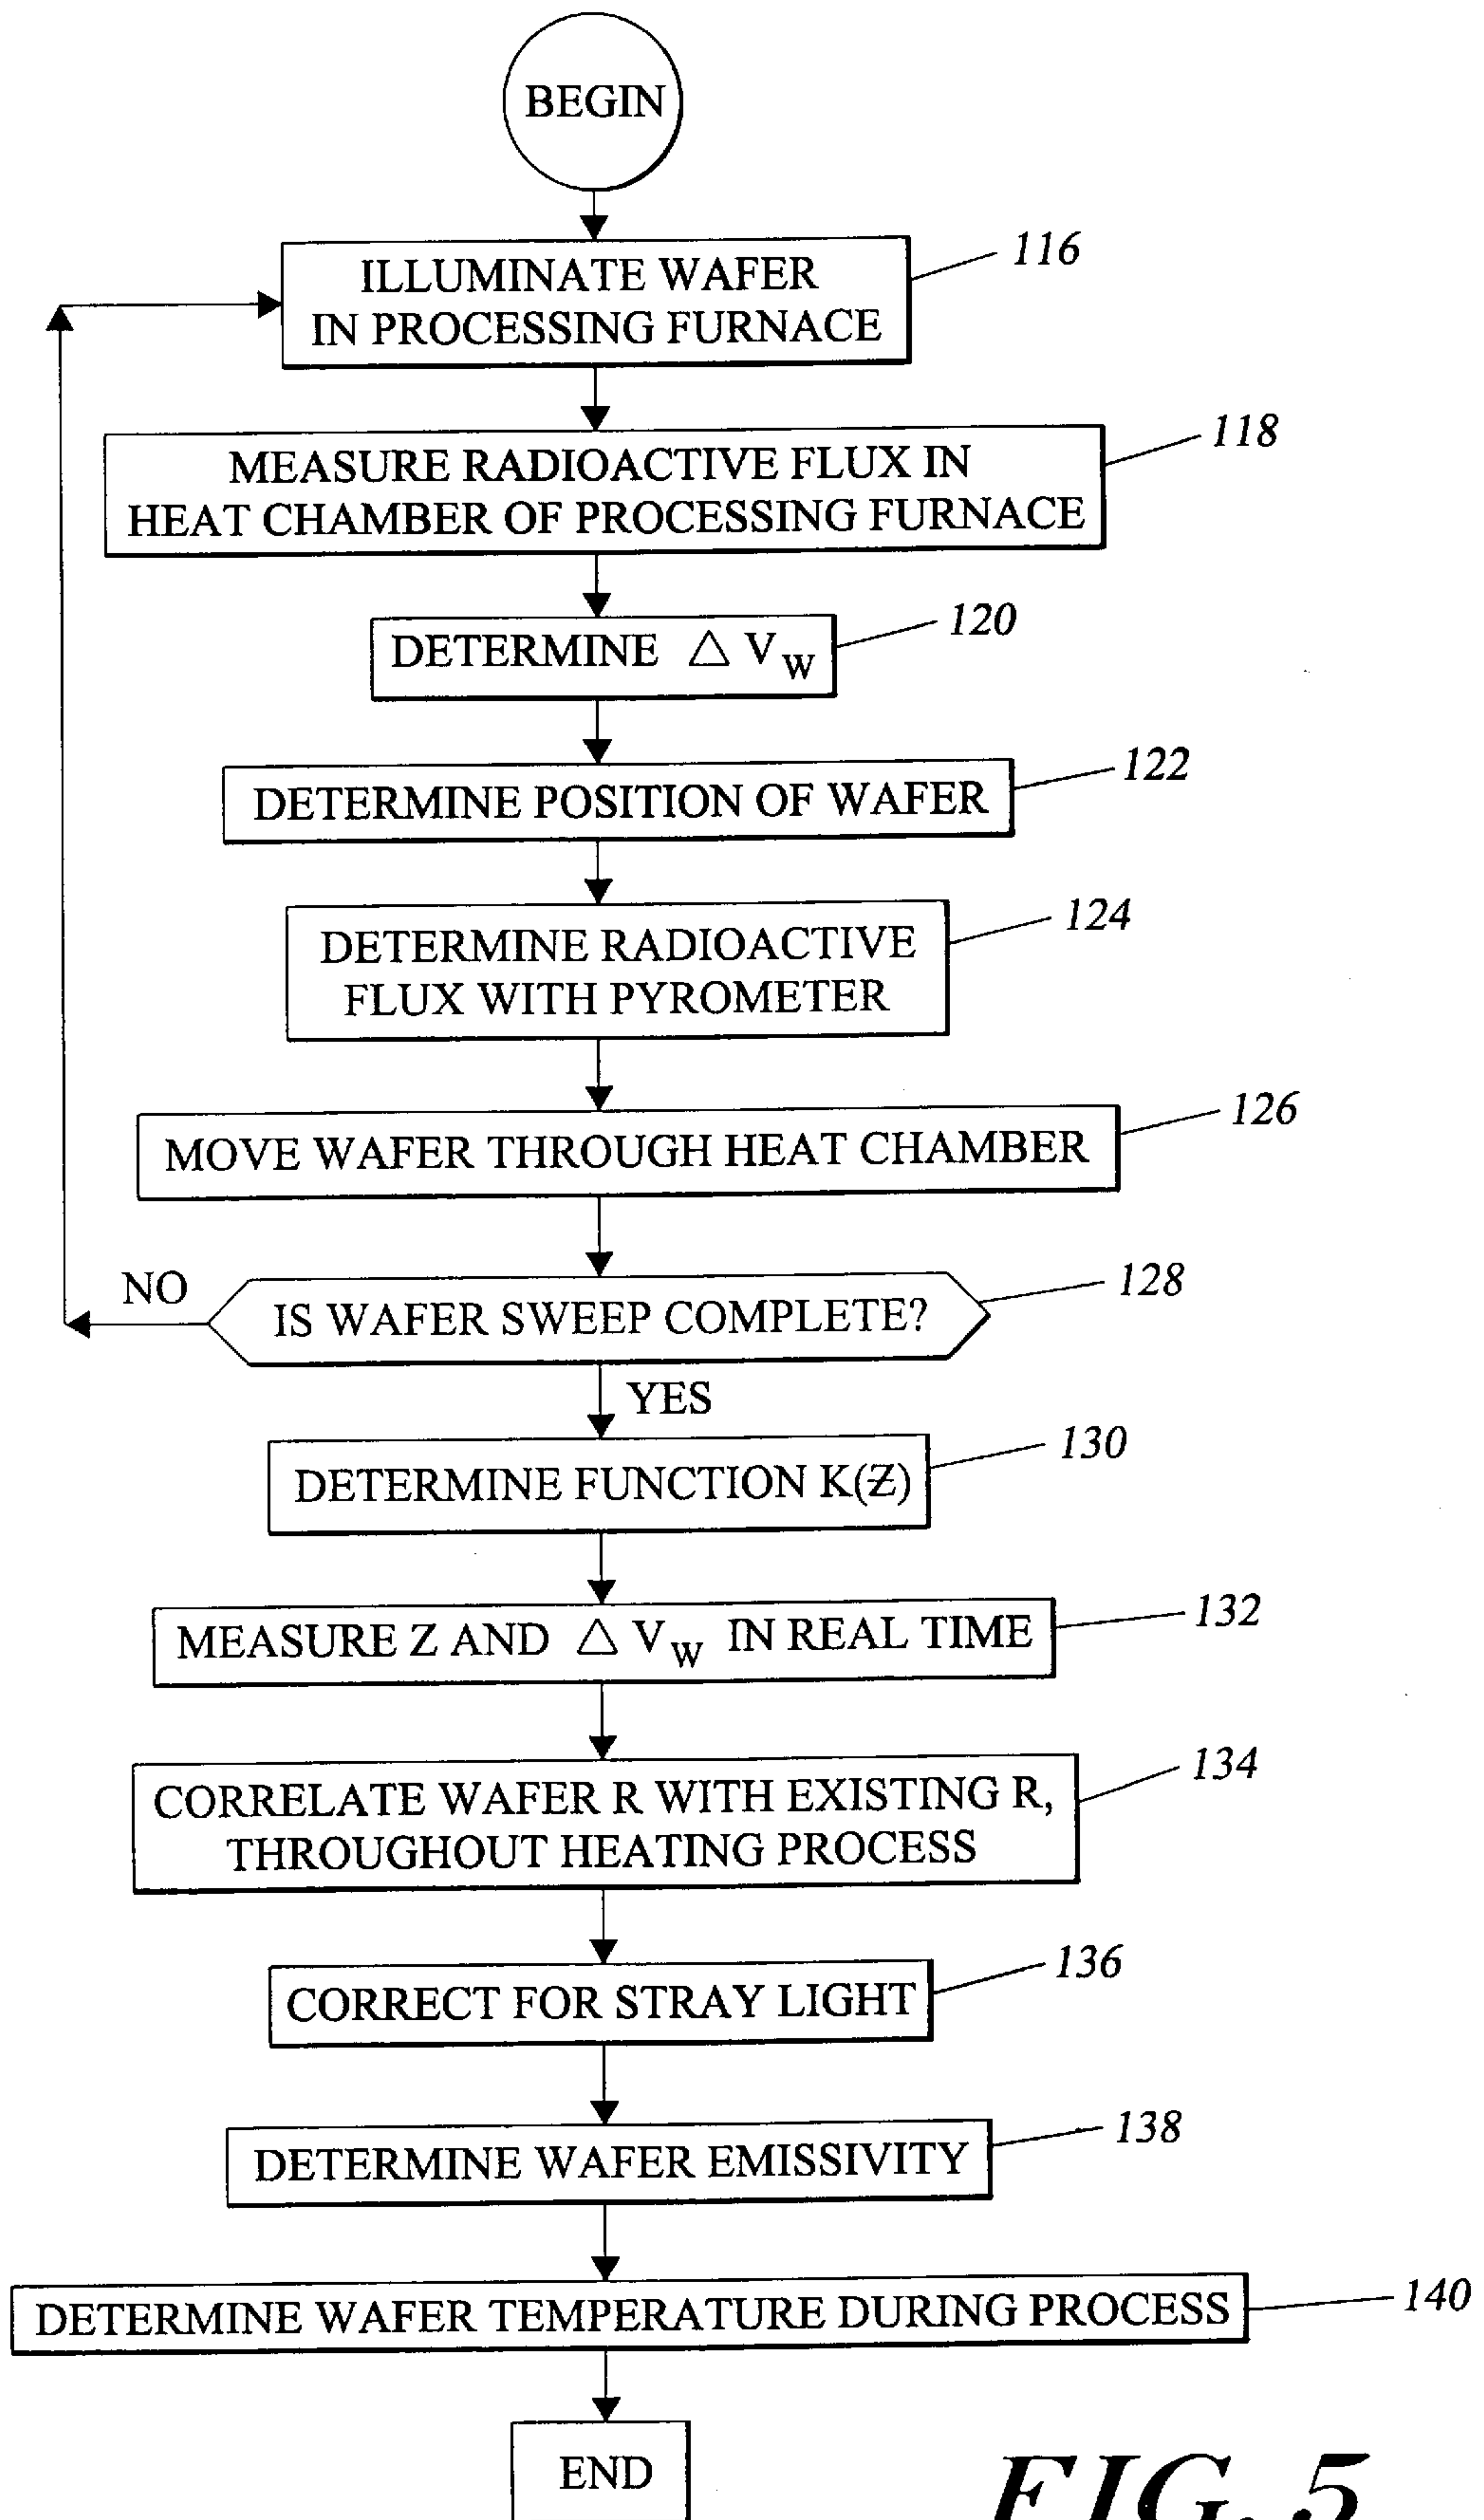 BEGIN
ILLUMINATE WAFER
IN PROCESSING FURNACE
116
MEASURE RADIOACTIVE FLUX IN
HEAT CHAMBER OF PROCESSING FURNACE
118
DETERMINE △ VW
120
DETERMINE POSITION OF WAFER
122
DETERMINE RADIOACTIVE
FLUX WITH PYROMETER
124
MOVE WAFER THROUGH HEAT CHAMBER
126
NO
IS WAFER SWEEP COMPLETE?
128
YES
DETERMINE FUNCTION K(Ƶ)
130
MEASURE Z AND △ VW IN REAL TIME
132
CORRELATE WAFER R WITH EXISTING R,
THROUGHOUT HEATING PROCESS
134
CORRECT FOR STRAY LIGHT
136
DETERMINE WAFER EMISSIVITY
138
DETERMINE WAFER TEMPERATURE DURING PROCESS
140
END
FIG. 5